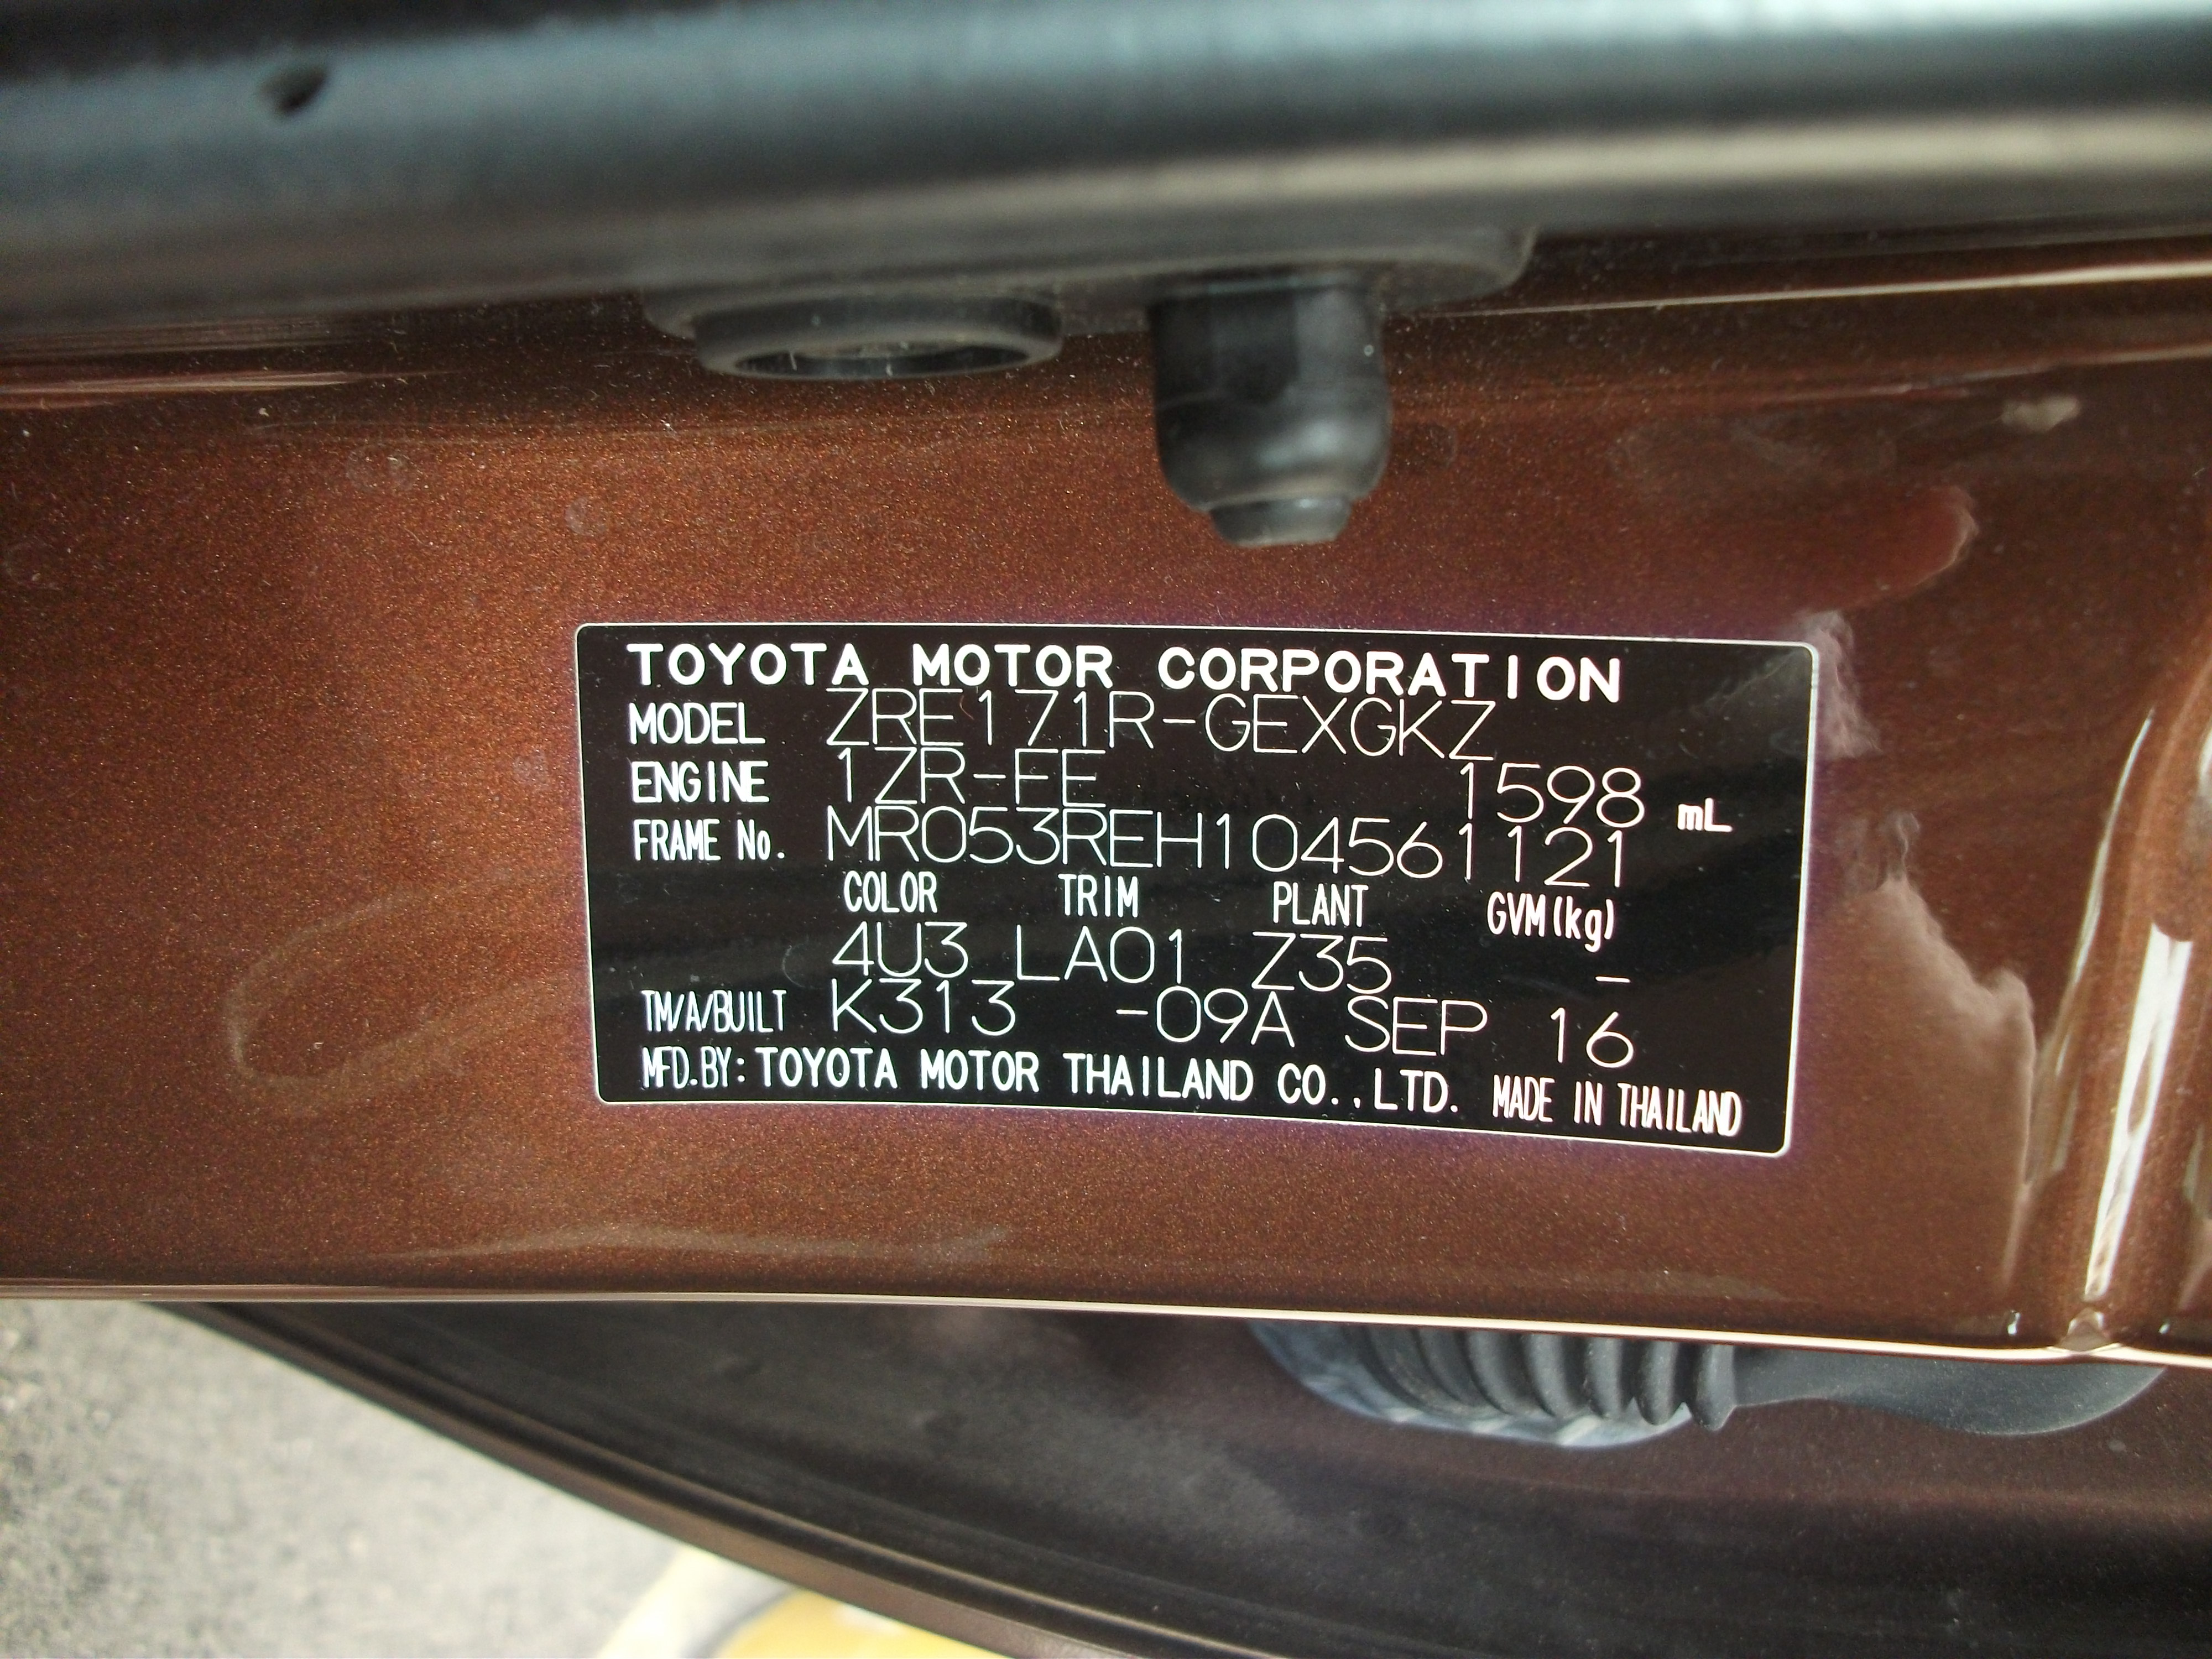 TOYOTA MOTOR CORPORATION
MODEL ZRE171R-GEXGKZ
ENGINE 1ZR-FE 1598 mL
FRAME No. MR053REH104561121
COLOR TRIM PLANT GVM(kg)
4U3 LA01 Z35 -
TM/A/BUILT K313 -09A SEP 16
MFD.BY: TOYOTA MOTOR THAILAND CO.,LTD. MADE IN THAILAND